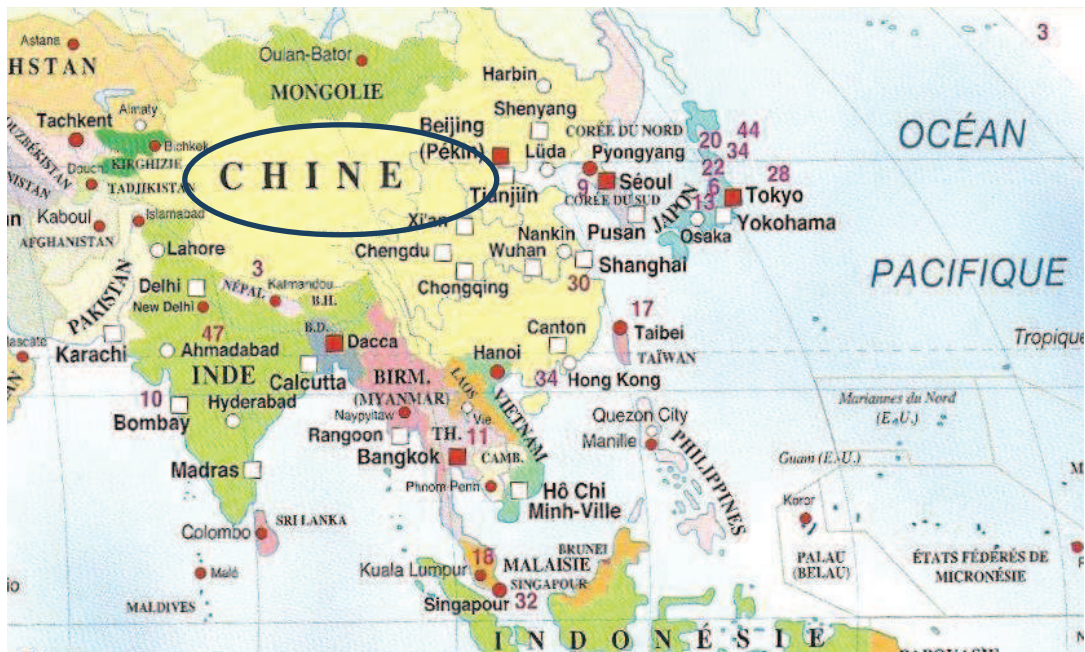 Astana
3
HSTAN
Oulan-Bator
MONGOLIE
Harbin
Almaty
Shenyang
Tachkent
Beijing
(Pékin)
CORÉE DU NORD
20
44
OCÉAN
Bichkek
OUZBÉKISTAN
KIRGHIZIE
Lüda
Pyongyang
34
Douch
TADJIKISTAN
CHINE
22
28
NISTAN
Tianjiin
9
Séoul
6
Tokyo
CORÉE DU SUD
13
JAPON
Kaboul
Islamabad
Xi'an
Pusan
Osaka
Yokohama
AFGHANISTAN
Lahore
Chengdu
Wuhan
Nankin
Shanghai
PACIFIQUE
3
Katmandou
Chongqing
30
Delhi
NÉPAL
B.H.
PAKISTAN
New Delhi
17
B.D.
Canton
Taibei
Tropique
47
Dacca
TAÏWAN
Karachi
Ahmadabad
Hanoi
Hong Kong
INDE
Calcutta
BIRM.
(MYANMAR)
LAOS
34
10
Hyderabad
Naypyitaw
Vie.
VIETNAM
Quezon City
Mariannes du Nord
(E.-U.)
Bombay
Rangoon
TH.
11
Manille
Bangkok
CAMB.
PHILIPPINES
Guam (E.-U.)
Madras
Phnom Penh
Hô Chi
Minh-Ville
Koror
Colombo
SRI LANKA
BRUNEI
PALAU
(BELAU)
ÉTATS FÉDÉRÉS DE
MICRONÉSIE
18
MALAISIE
Malé
Kuala Lumpur
SINGAPOUR
MALDIVES
Singapour
32
INDONÉSIE